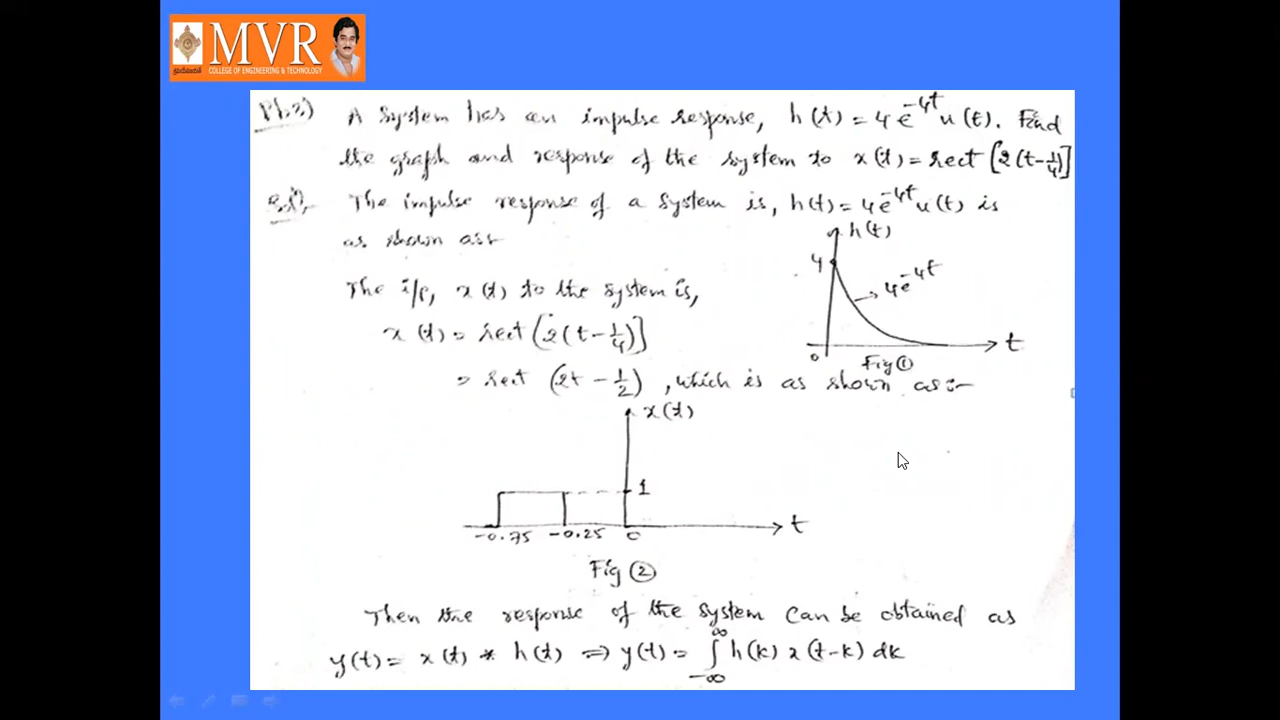 MVR
COLLEGE OF ENGINEERING & TECHNOLOGY
A System has an impulse response, h(t) = 4e^-4t u(t). Find
the graph and response of the system to x(t) = rect[2(t-1/4)]
The impulse response of a system is, h(t) = 4e^-4t u(t) is
as shown as:-
h(t)
4
4e^-4t
0
t
Fig ①
The i/p, x(t) to the system is,
x(t) = rect[2(t-1/4)]
= rect (2t - 1/2), which is as shown as:-
x(t)
1
-0.75 -0.25 0
t
Fig ②
Then the response of the system can be obtained as
y(t) = x(t) * h(t) ⇒ y(t) = ∫_-∞^∞ h(k) x(t-k) dk